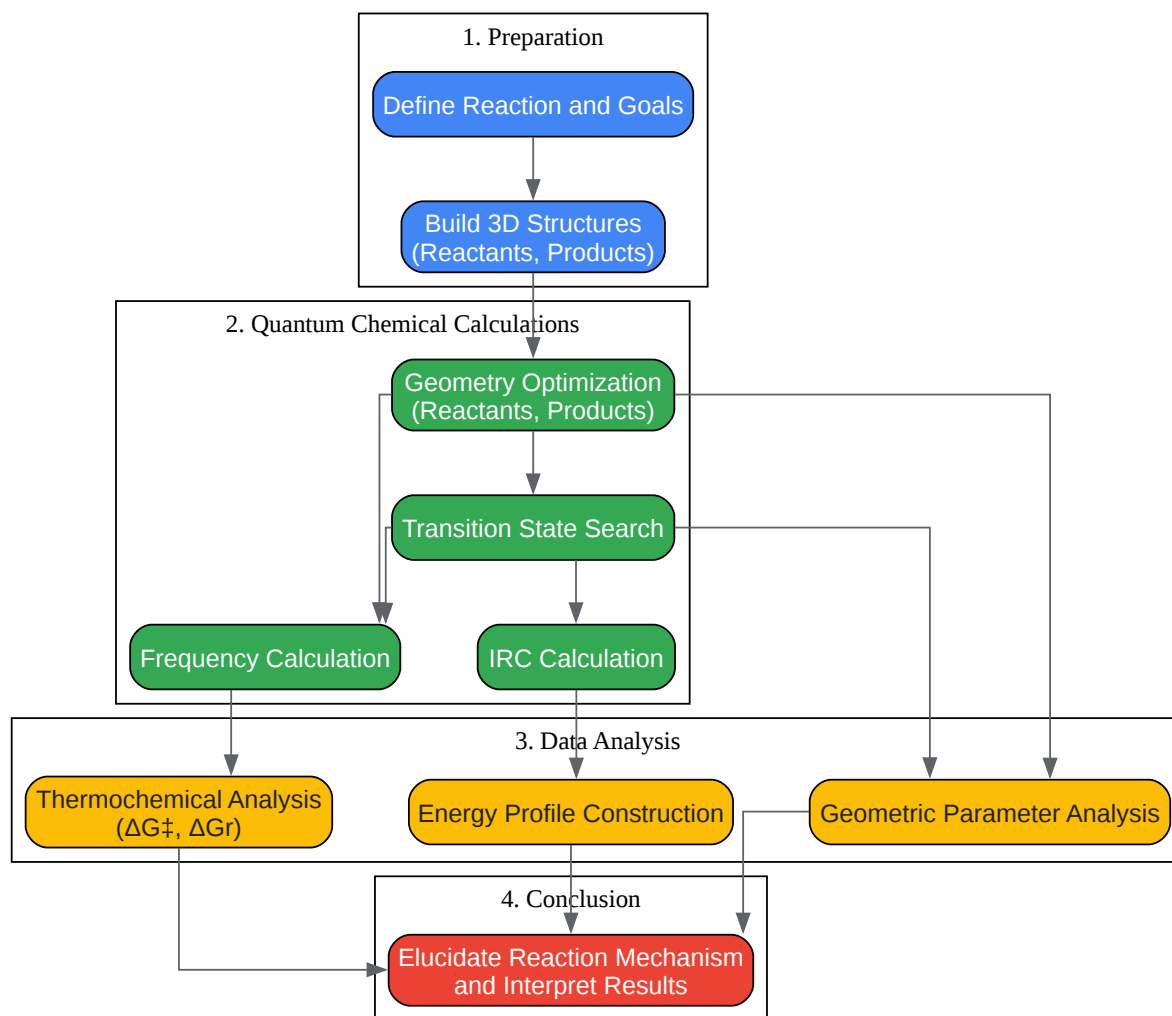 1. Preparation
Define Reaction and Goals
Build 3D Structures
(Reactants, Products)
2. Quantum Chemical Calculations
Geometry Optimization
(Reactants, Products)
Transition State Search
Frequency Calculation
IRC Calculation
3. Data Analysis
Thermochemical Analysis
(ΔG‡, ΔGr)
Energy Profile Construction
Geometric Parameter Analysis
4. Conclusion
Elucidate Reaction Mechanism
and Interpret Results